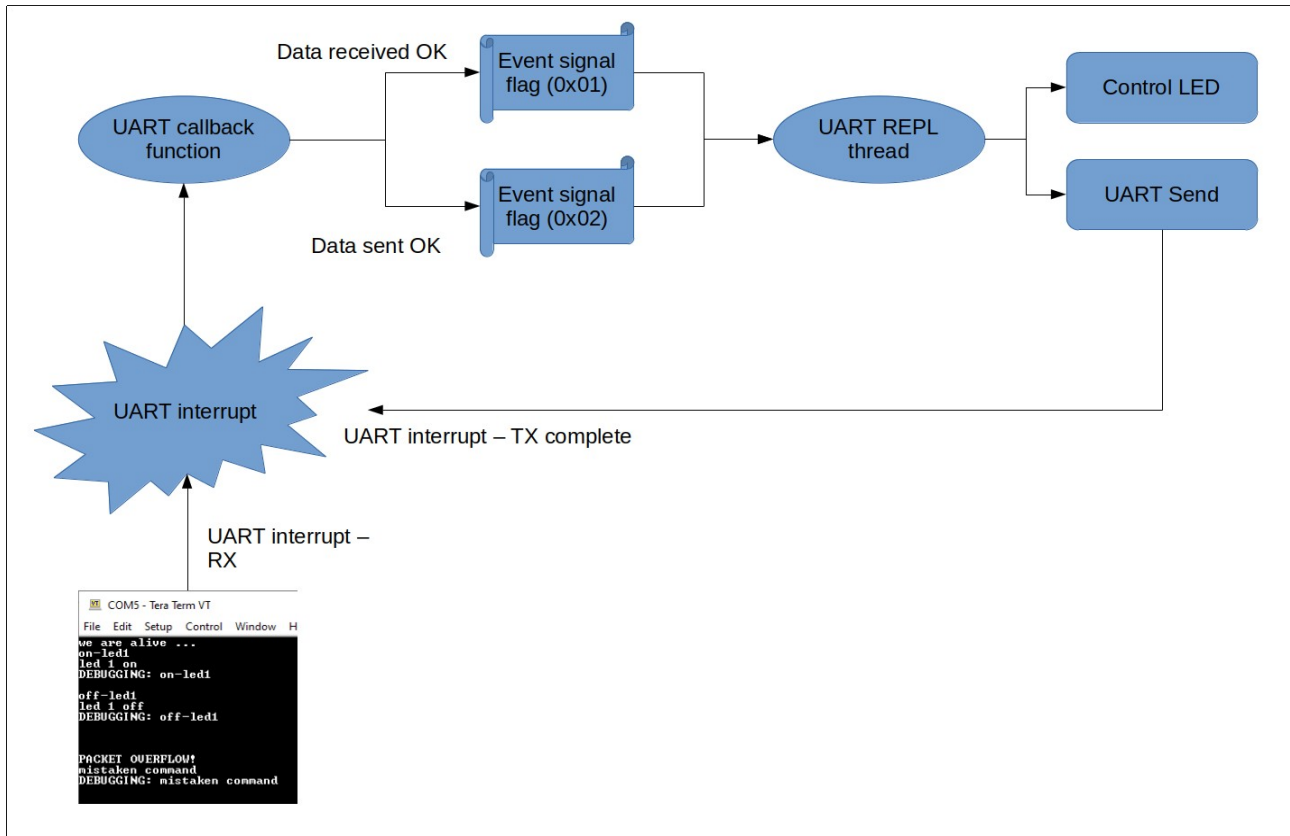 Data received OK
Event signal
flag (0x01)
Control LED
UART callback
function
UART REPL
thread
Event signal
flag (0x02)
UART Send
Data sent OK
UART interrupt
UART interrupt – TX complete
UART interrupt –
RX
COM5 - Tera Term VT
File Edit Setup Control Window H
we are alive ...
on-led1
led 1 on
DEBUGGING: on-led1
off-led1
led 1 off
DEBUGGING: off-led1
PACKET OVERFLOW!
mistaken command
DEBUGGING: mistaken command